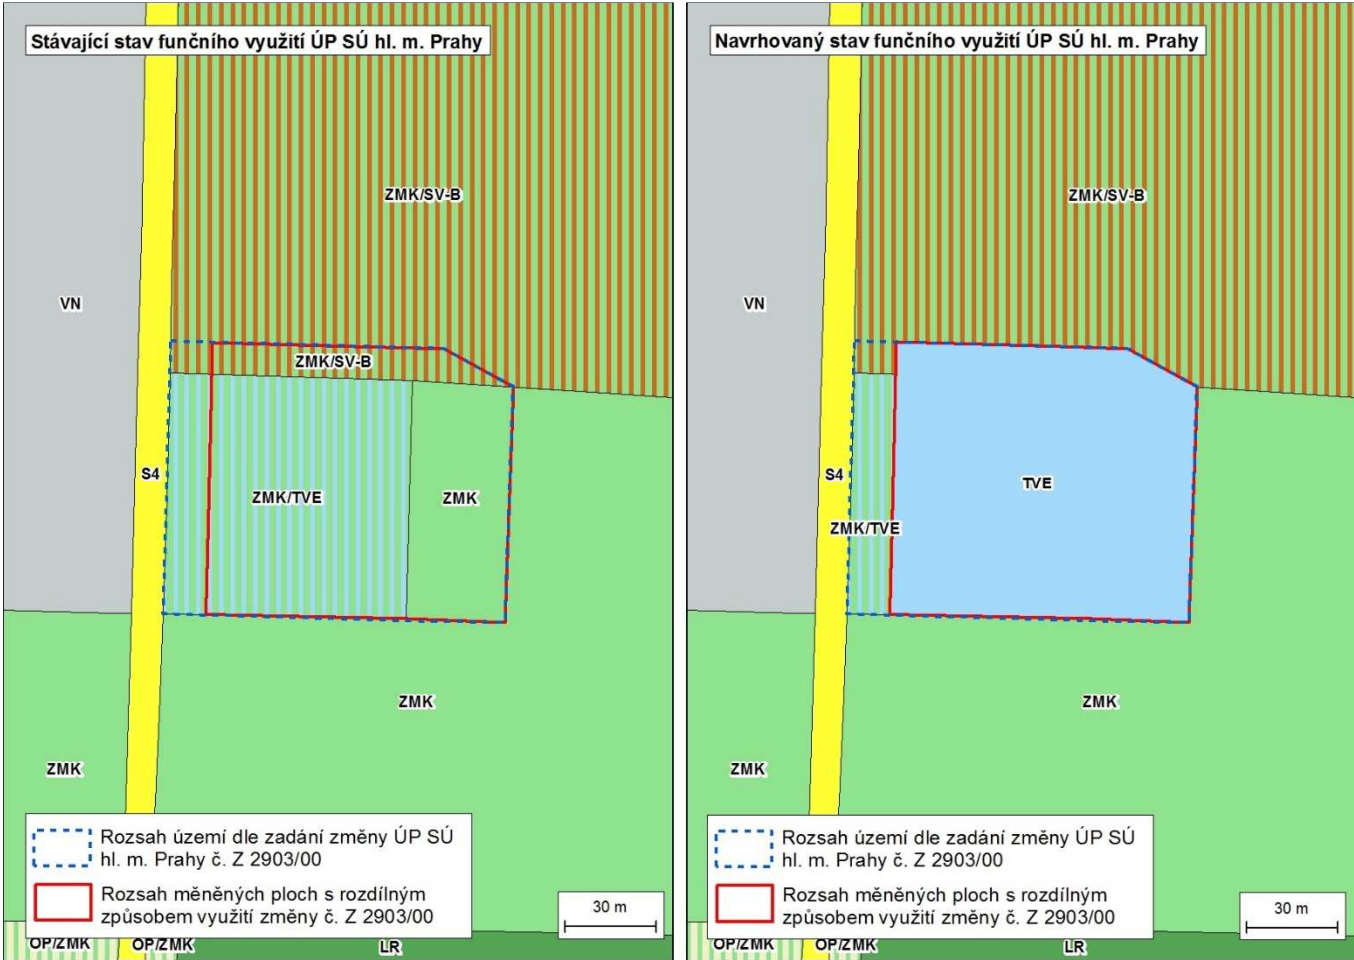 Stávající stav funčního využití ÚP SÚ hl. m. Prahy
ZMK/SV-B
VN
ZMK/SV-B
S4
ZMK/TVE
ZMK
ZMK
ZMK
Rozsah území dle zadání změny ÚP SÚ
hl. m. Prahy č. Z 2903/00
Rozsah měněných ploch s rozdílným
způsobem využití změny č. Z 2903/00
30 m
OP/ZMK
OP/ZMK
LR
Navrhovaný stav funčního využití ÚP SÚ hl. m. Prahy
ZMK/SV-B
VN
S4
TVE
ZMK/TVE
ZMK
ZMK
Rozsah území dle zadání změny ÚP SÚ
hl. m. Prahy č. Z 2903/00
Rozsah měněných ploch s rozdílným
způsobem využití změny č. Z 2903/00
30 m
OP/ZMK
OP/ZMK
LR